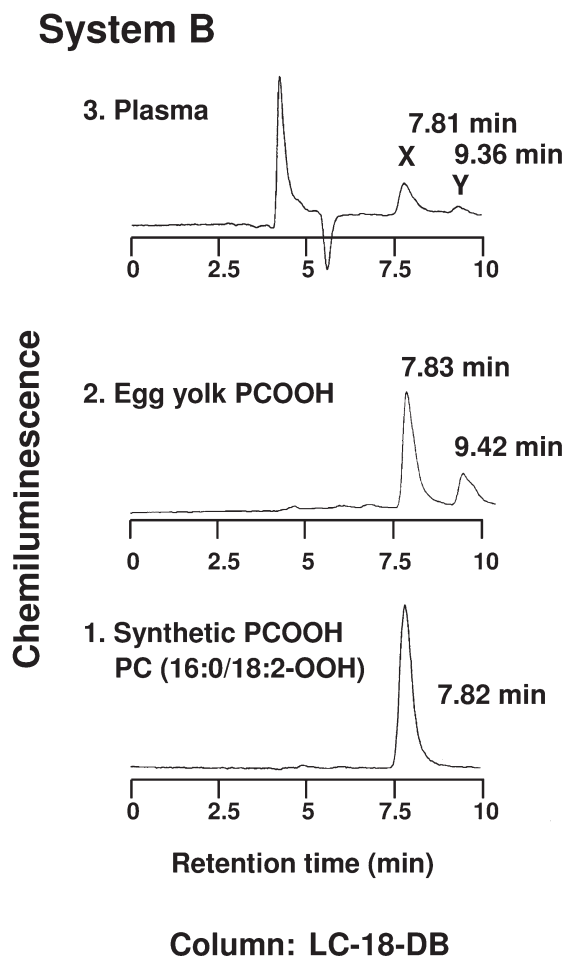 System B
3. Plasma
7.81 min
X
9.36 min
Y
0 2.5 5 7.5 10
7.83 min
2. Egg yolk PCOOH
9.42 min
0 2.5 5 7.5 10
1. Synthetic PCOOH
PC (16:0/18:2-OOH)
7.82 min
0 2.5 5 7.5 10
Chemiluminescence
Retention time (min)
Column: LC-18-DB